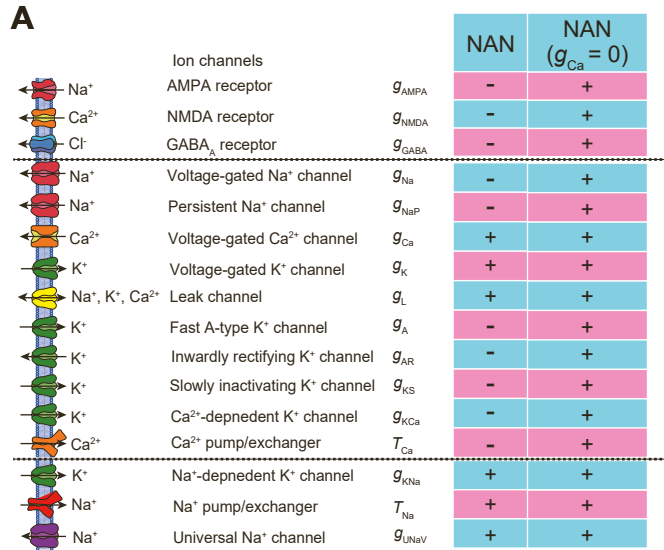 A
Ion channels NAN NAN
(gCa = 0)
Na⁺ AMPA receptor gAMPA - +
Ca²⁺ NMDA receptor gNMDA - +
Cl⁻ GABAA receptor gGABA - +
Na⁺ Voltage-gated Na⁺ channel gNa - +
Na⁺ Persistent Na⁺ channel gNaP - +
Ca²⁺ Voltage-gated Ca²⁺ channel gCa + +
K⁺ Voltage-gated K⁺ channel gK + +
Na⁺, K⁺, Ca²⁺ Leak channel gL + +
K⁺ Fast A-type K⁺ channel gA - +
K⁺ Inwardly rectifying K⁺ channel gAR - +
K⁺ Slowly inactivating K⁺ channel gKS - +
K⁺ Ca²⁺-depnedent K⁺ channel gKCa - +
Ca²⁺ Ca²⁺ pump/exchanger TCa - +
K⁺ Na⁺-depnedent K⁺ channel gKNa + +
Na⁺ Na⁺ pump/exchanger TNa + +
Na⁺ Universal Na⁺ channel gUNaV + +